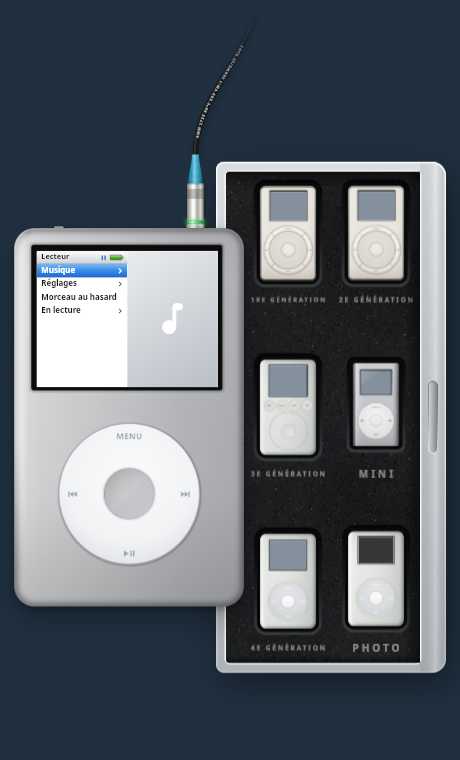 Lecteur
Musique
Réglages
Morceau au hasard
En lecture
MENU
1RE GÉNÉRATION
2E GÉNÉRATION
3E GÉNÉRATION
MINI
4E GÉNÉRATION
PHOTO